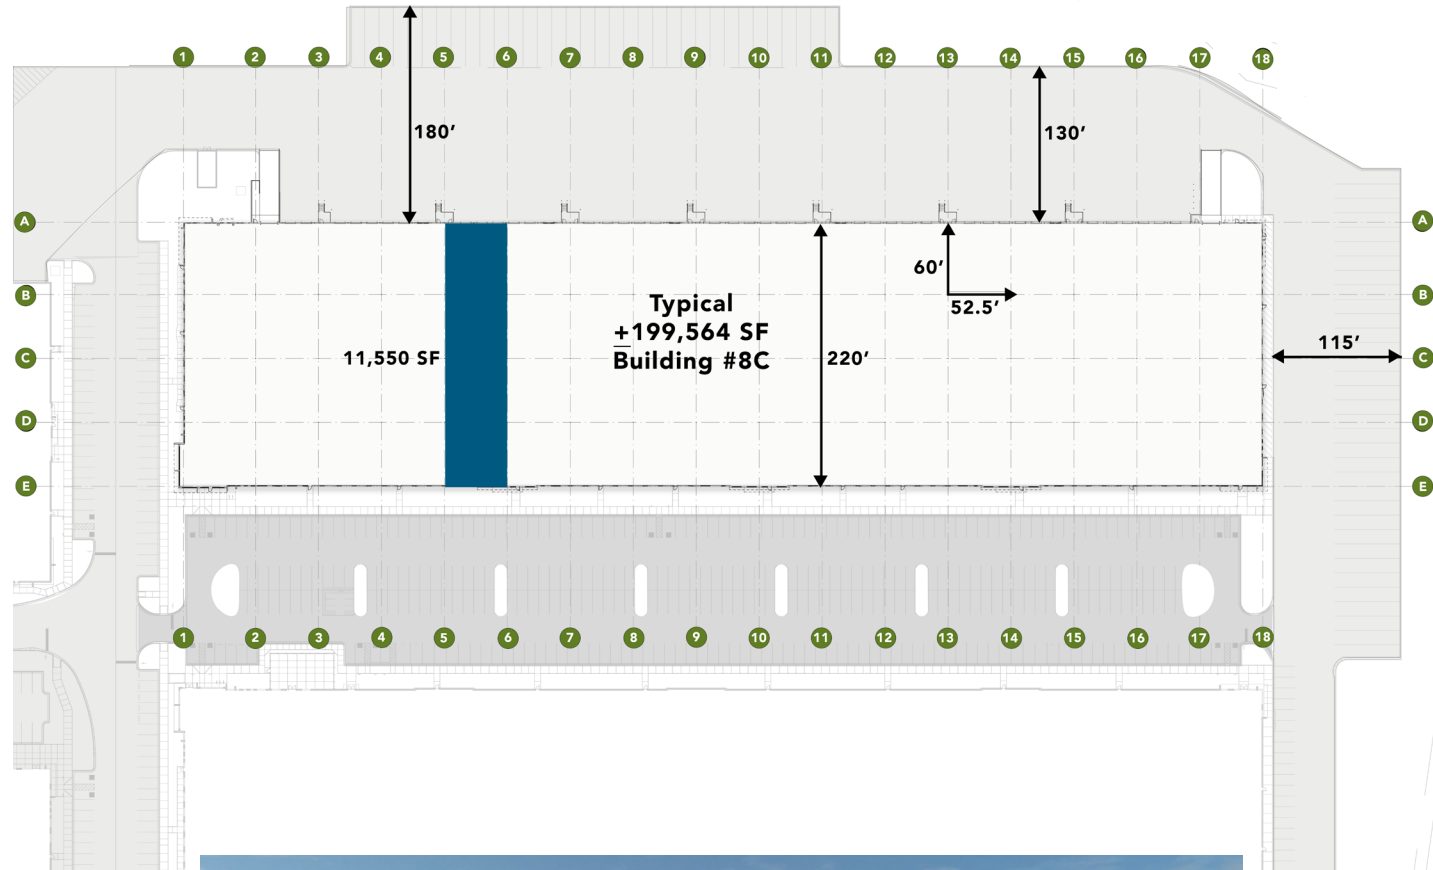 1 2 3 4 5 6 7 8 9 10 11 12 13 14 15 16 17 18
180’
130’
A A
60’
B B
52.5’
Typical
+199,564 SF
Building #8C
11,550 SF
220’
115’
C C
D D
E E
1 2 3 4 5 6 7 8 9 10 11 12 13 14 15 16 17 18